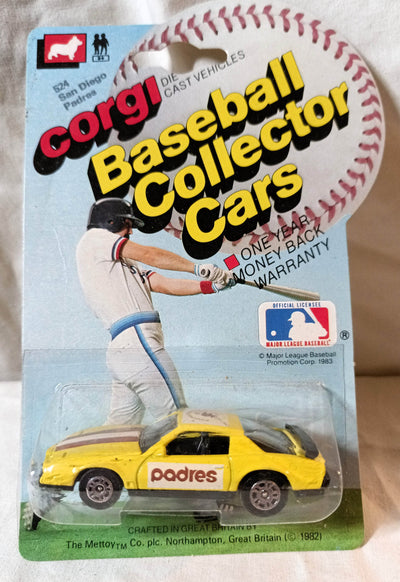 524
San Diego
Padres
corgi
DIE
CAST VEHICLES
Baseball
Collector
Cars
ONE YEAR
MONEY BACK
WARRANTY
OFFICIAL LICENSEE
MAJOR LEAGUE BASEBALL
®
© Major League Baseball
Promotion Corp. 1983
padres
CRAFTED IN GREAT BRITAIN BY
The Mettoy TM Co. plc. Northampton, Great Britain (© 1982)